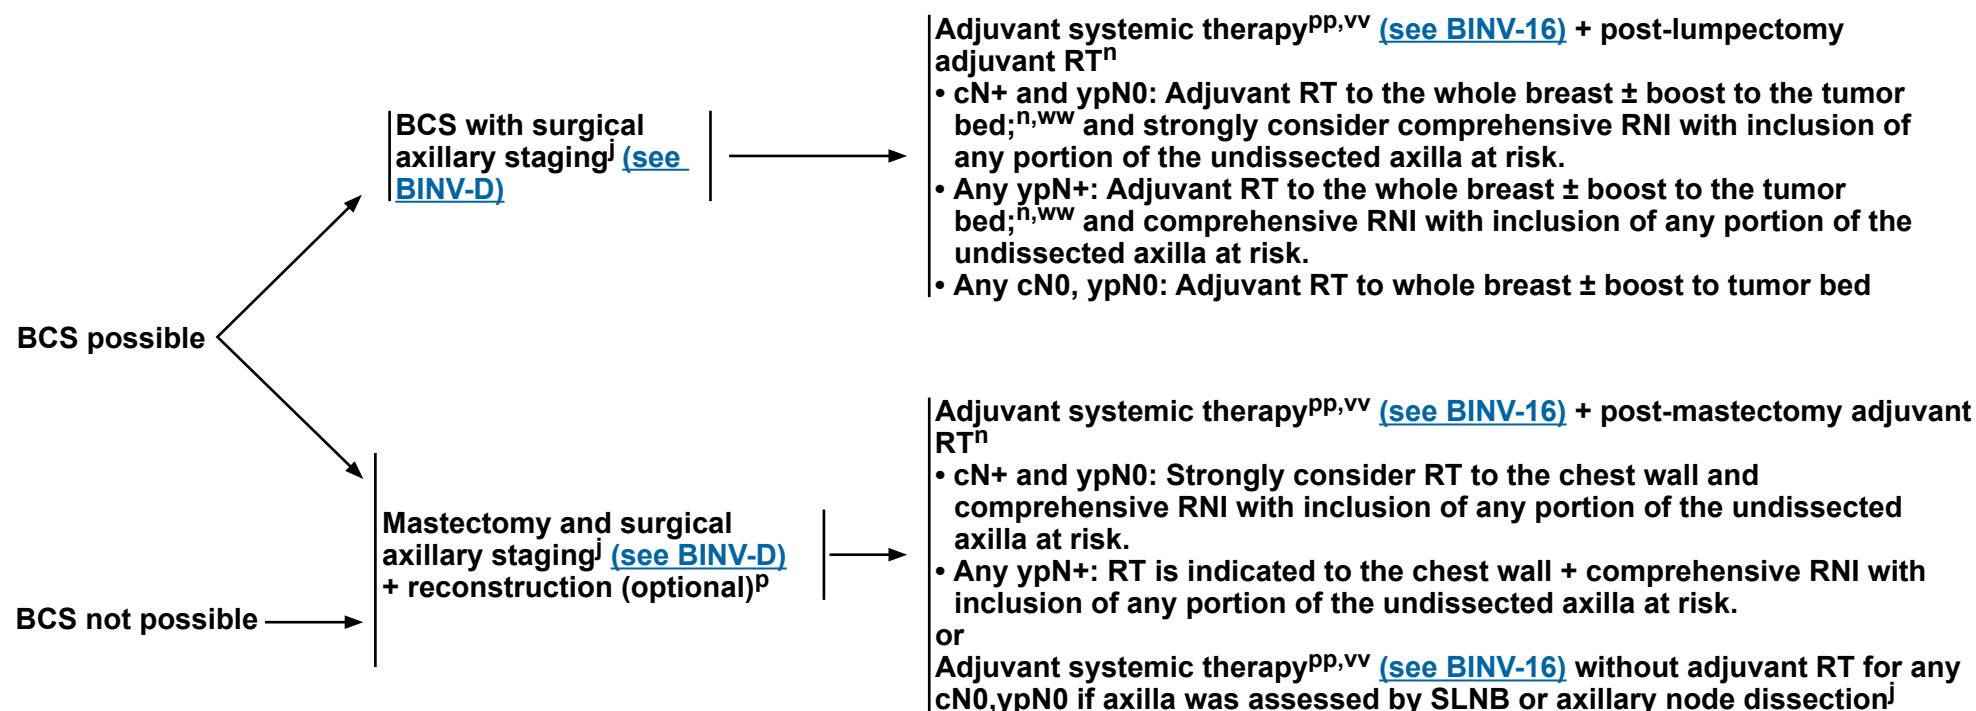 BCS possible
BCS not possible
BCS with surgical
axillary stagingj (see
BINV-D)
Mastectomy and surgical
axillary stagingj (see BINV-D)
+ reconstruction (optional)p
Adjuvant systemic therapypp,vv (see BINV-16) + post-lumpectomy
adjuvant RTn
• cN+ and ypN0: Adjuvant RT to the whole breast ± boost to the tumor
bed;n,ww and strongly consider comprehensive RNI with inclusion of
any portion of the undissected axilla at risk.
• Any ypN+: Adjuvant RT to the whole breast ± boost to the tumor
bed;n,ww and comprehensive RNI with inclusion of any portion of the
undissected axilla at risk.
• Any cN0, ypN0: Adjuvant RT to whole breast ± boost to tumor bed
Adjuvant systemic therapypp,vv (see BINV-16) + post-mastectomy adjuvant
RTn
• cN+ and ypN0: Strongly consider RT to the chest wall and
comprehensive RNI with inclusion of any portion of the undissected
axilla at risk.
• Any ypN+: RT is indicated to the chest wall + comprehensive RNI with
inclusion of any portion of the undissected axilla at risk.
or
Adjuvant systemic therapypp,vv (see BINV-16) without adjuvant RT for any
cN0,ypN0 if axilla was assessed by SLNB or axillary node dissectionj